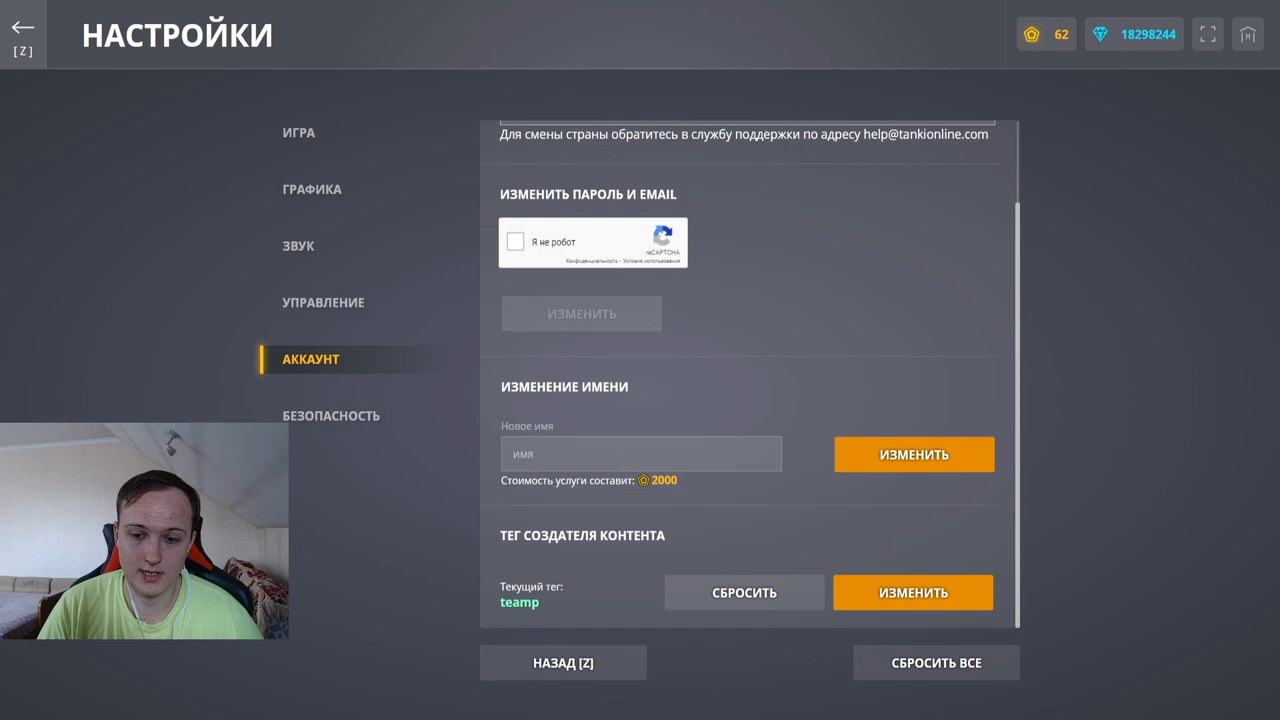 [Z]
НАСТРОЙКИ
62
18298244
ИГРА
ГРАФИКА
ЗВУК
УПРАВЛЕНИЕ
АККАУНТ
БЕЗОПАСНОСТЬ
Для смены страны обратитесь в службу поддержки по адресу help@tankionline.com
ИЗМЕНИТЬ ПАРОЛЬ И EMAIL
Я не робот
reCAPTCHA
Конфиденциальность - Условия использования
ИЗМЕНИТЬ
ИЗМЕНЕНИЕ ИМЕНИ
Новое имя
имя
ИЗМЕНИТЬ
Стоимость услуги составит: 2000
ТЕГ СОЗДАТЕЛЯ КОНТЕНТА
Текущий тег:
teamp
СБРОСИТЬ
ИЗМЕНИТЬ
НАЗАД [Z]
СБРОСИТЬ ВСЕ